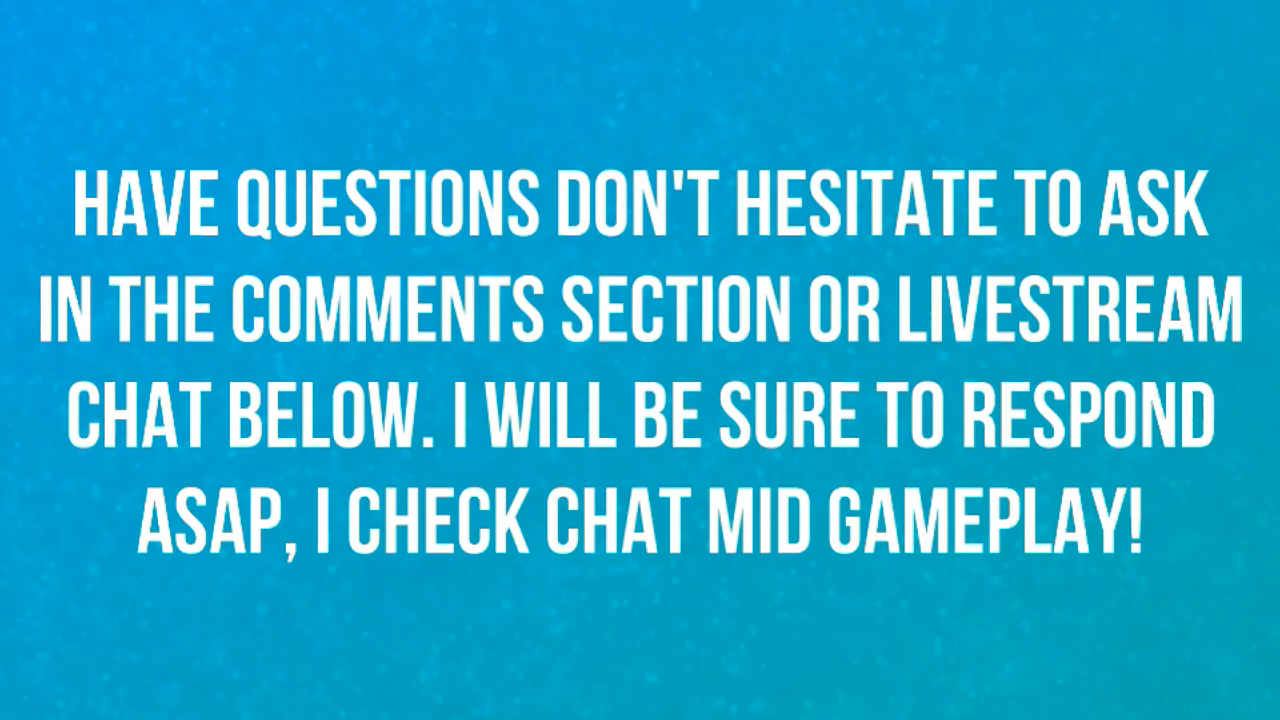 HAVE QUESTIONS DON'T HESITATE TO ASK
IN THE COMMENTS SECTION OR LIVESTREAM
CHAT BELOW. I WILL BE SURE TO RESPOND
ASAP, I CHECK CHAT MID GAMEPLAY!